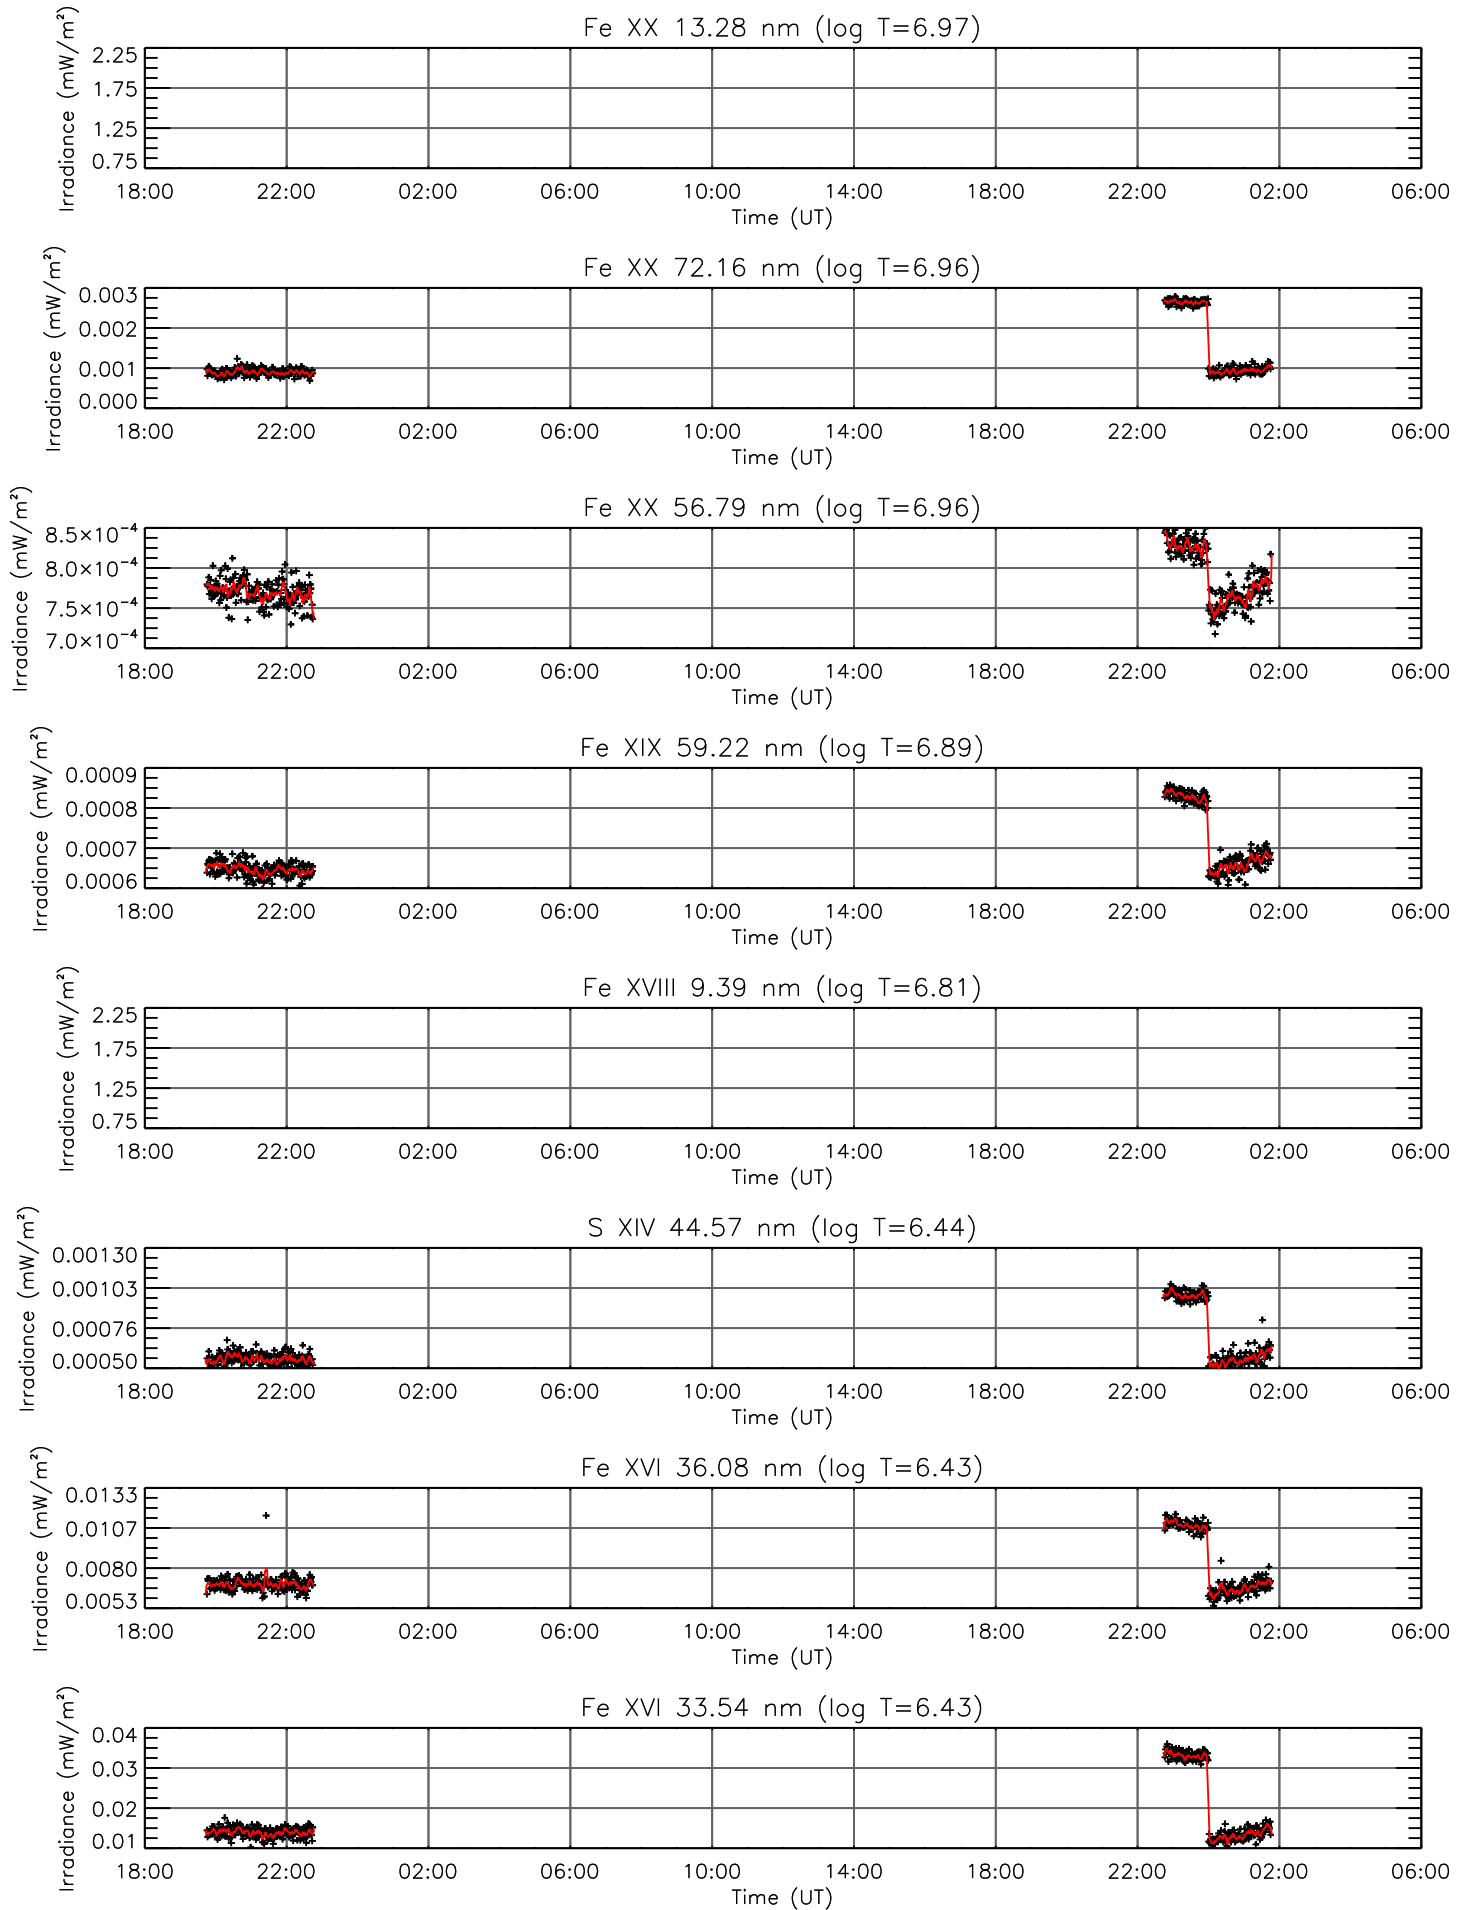 Fe XX 13.28 nm (log T=6.97)
Irradiance (mW/m²)
2.25
1.75
1.25
0.75
18:00 22:00 02:00 06:00 10:00 14:00 18:00 22:00 02:00 06:00
Time (UT)
Fe XX 72.16 nm (log T=6.96)
Irradiance (mW/m²)
0.003
0.002
0.001
0.000
18:00 22:00 02:00 06:00 10:00 14:00 18:00 22:00 02:00 06:00
Time (UT)
Fe XX 56.79 nm (log T=6.96)
Irradiance (mW/m²)
8.5×10⁻⁴
8.0×10⁻⁴
7.5×10⁻⁴
7.0×10⁻⁴
18:00 22:00 02:00 06:00 10:00 14:00 18:00 22:00 02:00 06:00
Time (UT)
Fe XIX 59.22 nm (log T=6.89)
Irradiance (mW/m²)
0.0009
0.0008
0.0007
0.0006
18:00 22:00 02:00 06:00 10:00 14:00 18:00 22:00 02:00 06:00
Time (UT)
Fe XVIII 9.39 nm (log T=6.81)
Irradiance (mW/m²)
2.25
1.75
1.25
0.75
18:00 22:00 02:00 06:00 10:00 14:00 18:00 22:00 02:00 06:00
Time (UT)
S XIV 44.57 nm (log T=6.44)
Irradiance (mW/m²)
0.00130
0.00103
0.00076
0.00050
18:00 22:00 02:00 06:00 10:00 14:00 18:00 22:00 02:00 06:00
Time (UT)
Fe XVI 36.08 nm (log T=6.43)
Irradiance (mW/m²)
0.0133
0.0107
0.0080
0.0053
18:00 22:00 02:00 06:00 10:00 14:00 18:00 22:00 02:00 06:00
Time (UT)
Fe XVI 33.54 nm (log T=6.43)
Irradiance (mW/m²)
0.04
0.03
0.02
0.01
18:00 22:00 02:00 06:00 10:00 14:00 18:00 22:00 02:00 06:00
Time (UT)